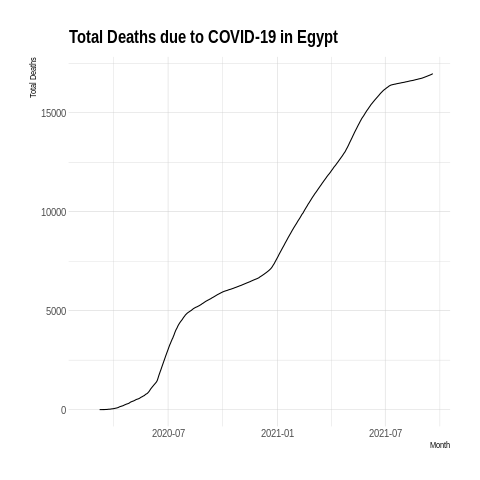 Total Deaths due to COVID-19 in Egypt
Total Deaths
15000
10000
5000
0
2020-07 2021-01 2021-07
Month